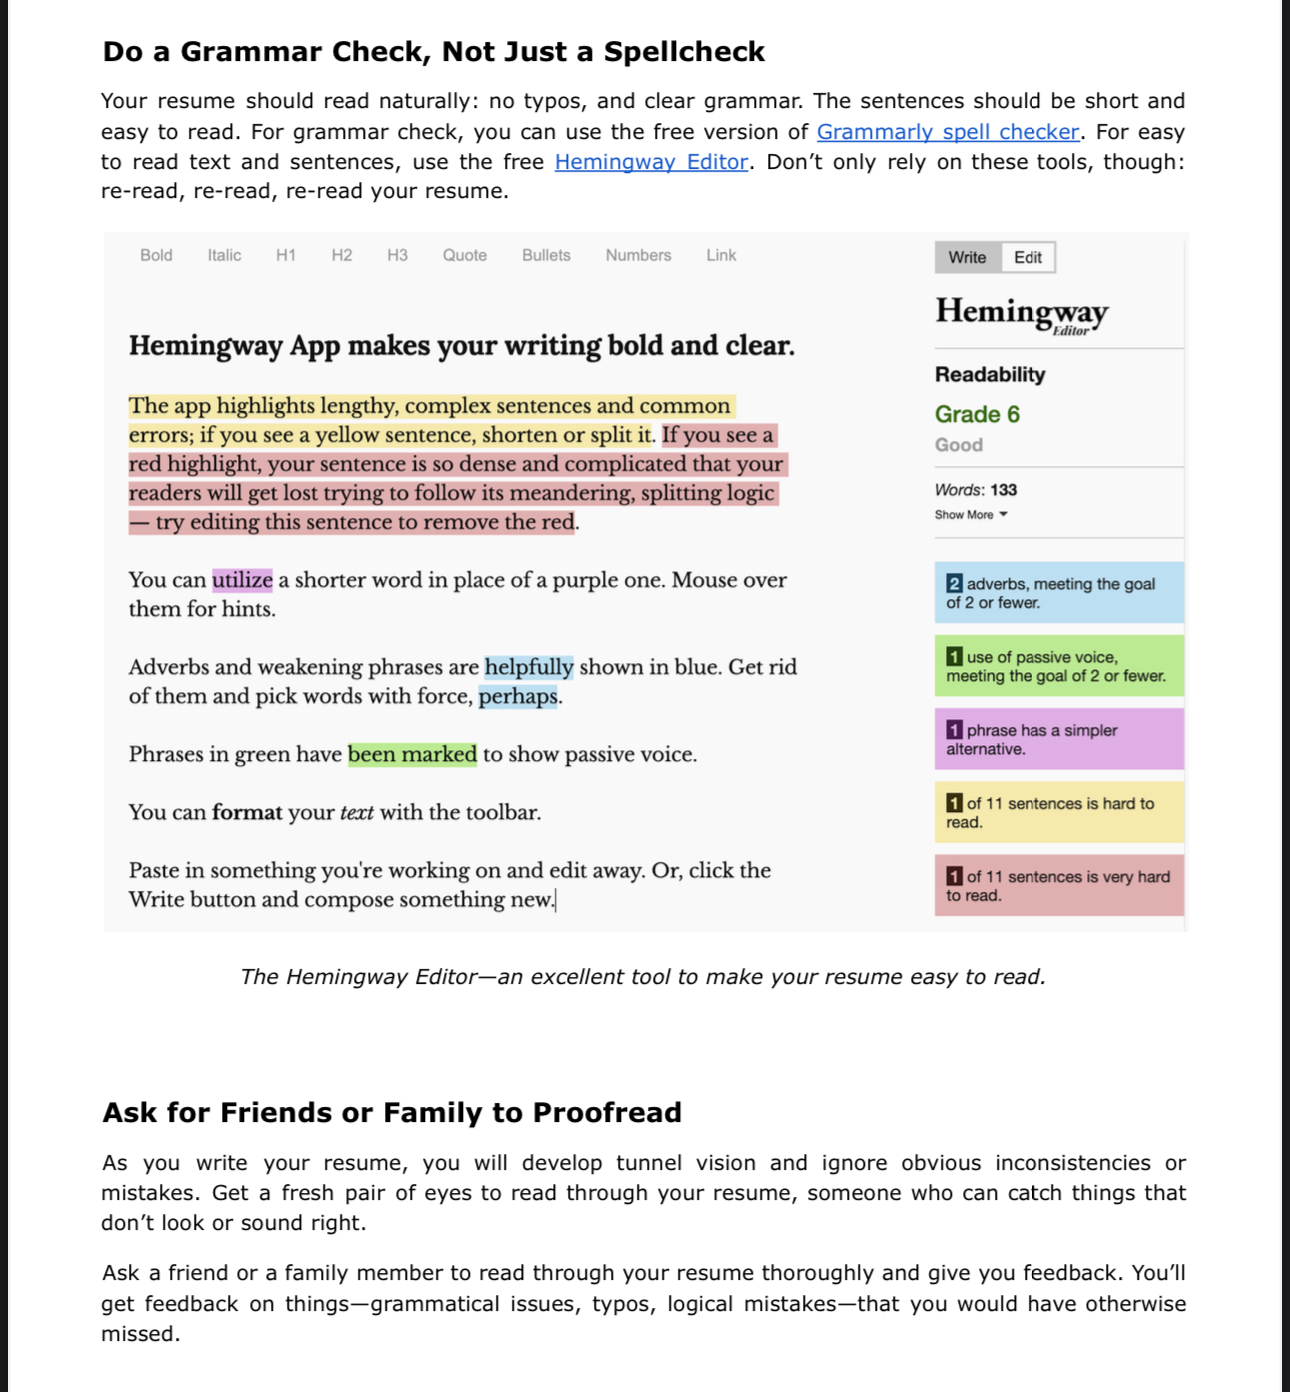 Do a Grammar Check, Not Just a Spellcheck
Your resume should read naturally: no typos, and clear grammar. The sentences should be short and
easy to read. For grammar check, you can use the free version of Grammarly spell checker. For easy
to read text and sentences, use the free Hemingway Editor. Don’t only rely on these tools, though:
re-read, re-read, re-read your resume.
Bold Italic H1 H2 H3 Quote Bullets Numbers Link
Hemingway App makes your writing bold and clear.
The app highlights lengthy, complex sentences and common
errors; if you see a yellow sentence, shorten or split it. If you see a
red highlight, your sentence is so dense and complicated that your
readers will get lost trying to follow its meandering, splitting logic
— try editing this sentence to remove the red.
You can utilize a shorter word in place of a purple one. Mouse over
them for hints.
Adverbs and weakening phrases are helpfully shown in blue. Get rid
of them and pick words with force, perhaps.
Phrases in green have been marked to show passive voice.
You can format your text with the toolbar.
Paste in something you're working on and edit away. Or, click the
Write button and compose something new.
Write Edit
Hemingway
Editor
Readability
Grade 6
Good
Words: 133
Show More
2 adverbs, meeting the goal
of 2 or fewer.
1 use of passive voice,
meeting the goal of 2 or fewer.
1 phrase has a simpler
alternative.
1 of 11 sentences is hard to
read.
1 of 11 sentences is very hard
to read.
The Hemingway Editor—an excellent tool to make your resume easy to read.
Ask for Friends or Family to Proofread
As you write your resume, you will develop tunnel vision and ignore obvious inconsistencies or
mistakes. Get a fresh pair of eyes to read through your resume, someone who can catch things that
don’t look or sound right.
Ask a friend or a family member to read through your resume thoroughly and give you feedback. You’ll
get feedback on things—grammatical issues, typos, logical mistakes—that you would have otherwise
missed.